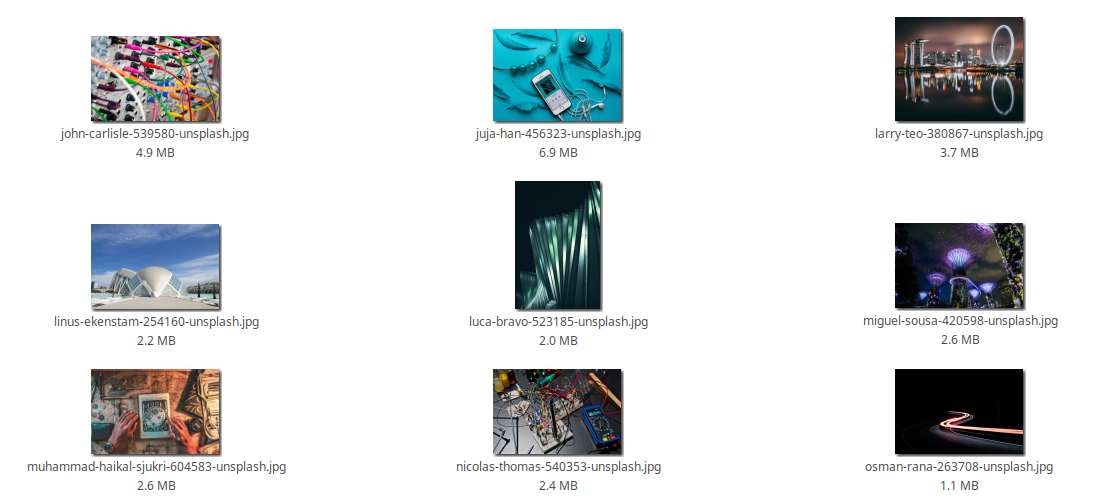 john-carlisle-539580-unsplash.jpg
4.9 MB
juja-han-456323-unsplash.jpg
6.9 MB
larry-teo-380867-unsplash.jpg
3.7 MB
linus-ekenstam-254160-unsplash.jpg
2.2 MB
luca-bravo-523185-unsplash.jpg
2.0 MB
miguel-sousa-420598-unsplash.jpg
2.6 MB
muhammad-haikal-sjukri-604583-unsplash.jpg
2.6 MB
nicolas-thomas-540353-unsplash.jpg
2.4 MB
osman-rana-263708-unsplash.jpg
1.1 MB